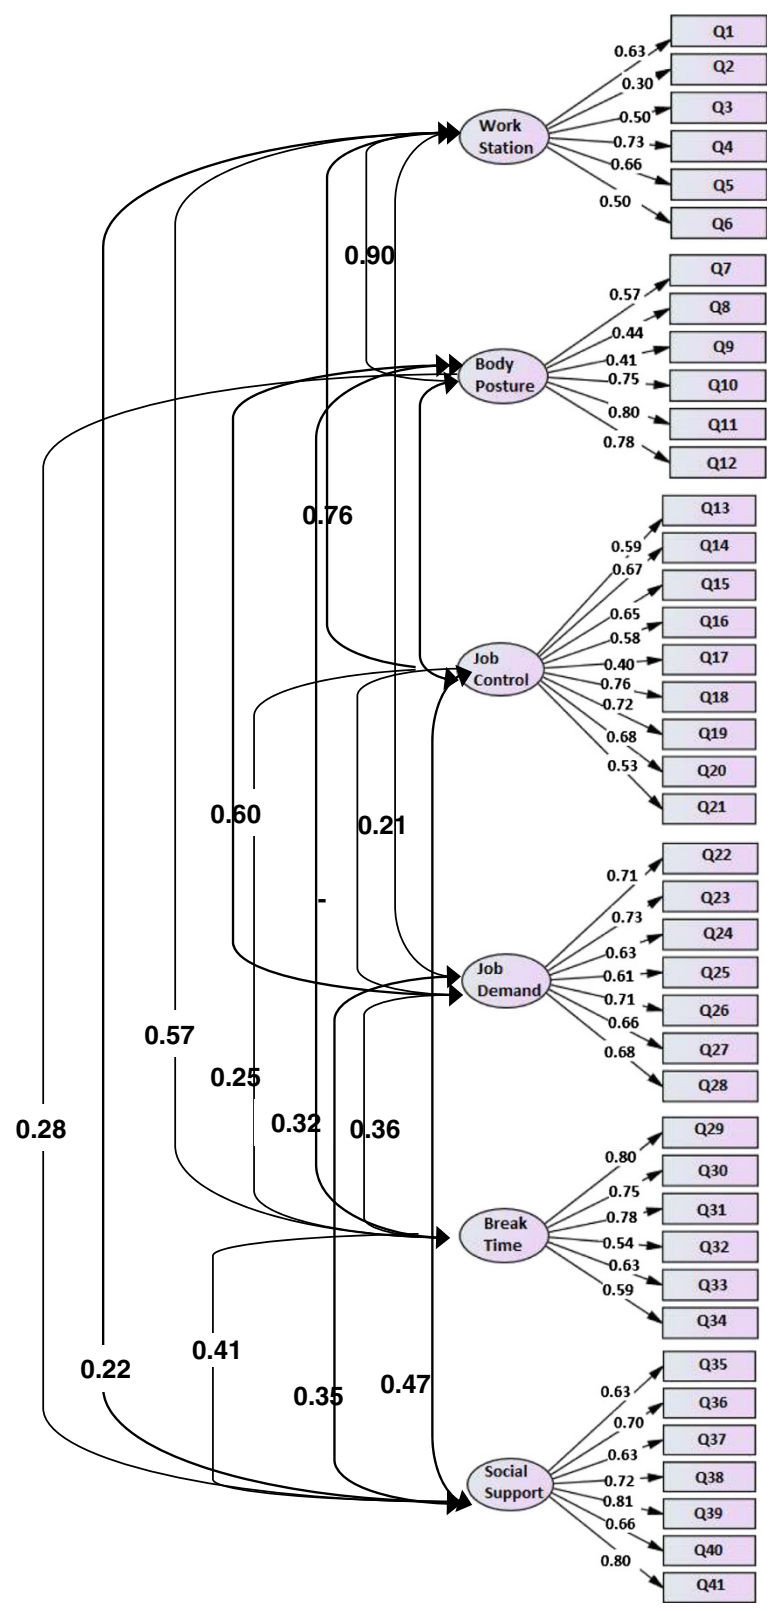 Q1
0.63
Q2
0.30
Q3
0.50
Work
Station
Q4
0.73
Q5
0.66
Q6
0.50
0.90
Q7
0.57
Q8
0.44
Q9
0.41
Body
Posture
Q10
0.75
Q11
0.80
Q12
0.78
0.76
Q13
0.59
Q14
0.67
Q15
0.65
Q16
0.58
Job
Control
Q17
0.40
Q18
0.76
Q19
0.72
Q20
0.68
Q21
0.53
0.60
0.21
-
Q22
0.71
Q23
0.73
Q24
0.63
Job
Demand
Q25
0.61
Q26
0.71
Q27
0.66
Q28
0.68
0.57
0.25
0.28
0.32
0.36
Q29
0.80
Q30
0.75
Q31
0.78
Break
Time
Q32
0.54
Q33
0.63
Q34
0.59
0.41
0.22
0.35
0.47
Q35
0.63
Q36
0.70
Q37
0.63
Social
Support
Q38
0.72
Q39
0.81
Q40
0.66
Q41
0.80